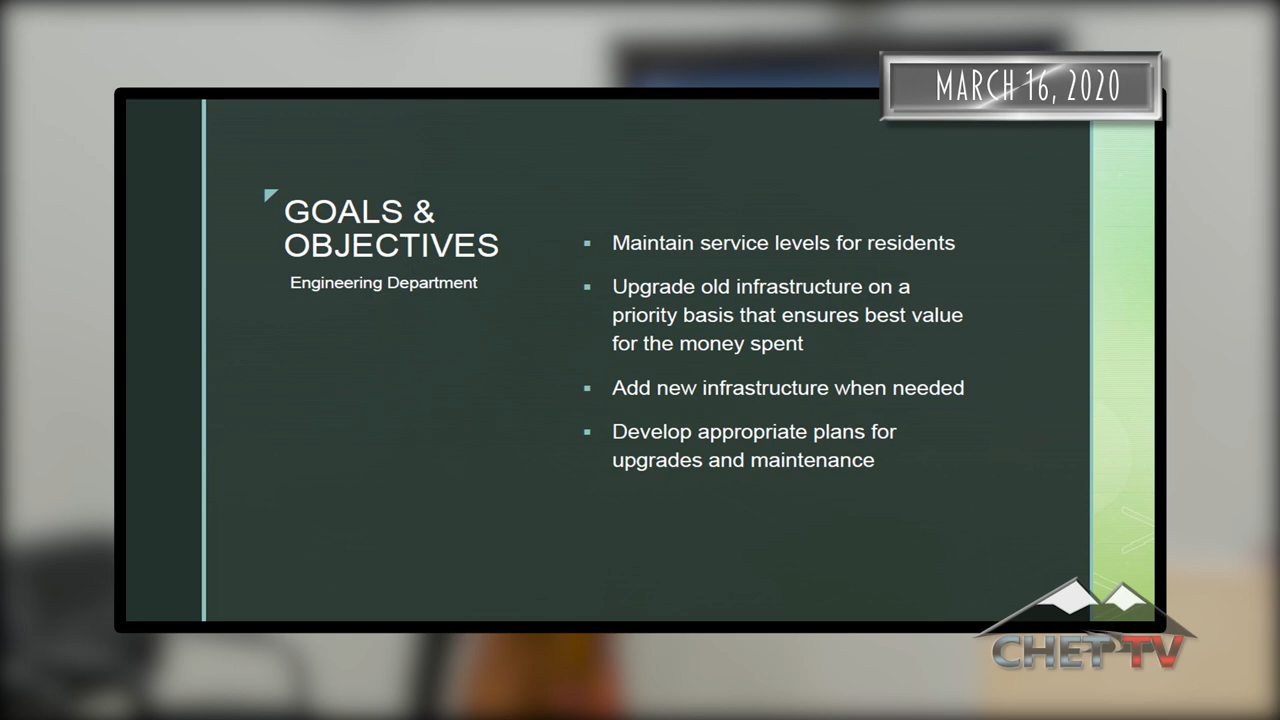 MARCH 16, 2020
GOALS &
OBJECTIVES
Engineering Department
▪ Maintain service levels for residents
▪ Upgrade old infrastructure on a
priority basis that ensures best value
for the money spent
▪ Add new infrastructure when needed
▪ Develop appropriate plans for
upgrades and maintenance
CHET TV